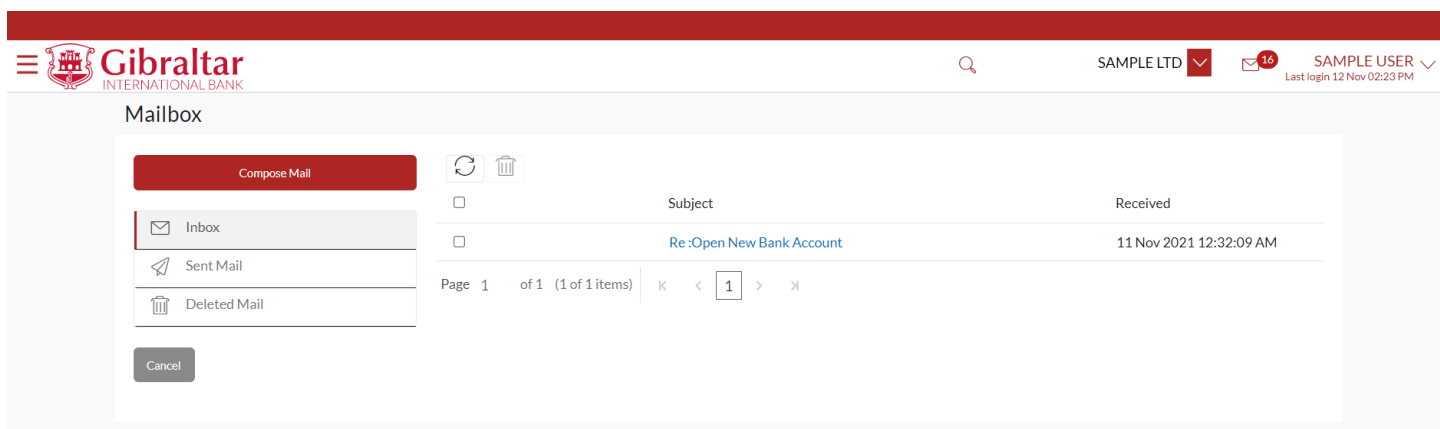 Gibraltar
INTERNATIONAL BANK
SAMPLE LTD
16
SAMPLE USER
Last login 12 Nov 02:23 PM
Mailbox
Compose Mail
Inbox
Sent Mail
Deleted Mail
Cancel
Subject Received
Re :Open New Bank Account 11 Nov 2021 12:32:09 AM
Page 1 of 1 (1 of 1 items) K < 1 > >|